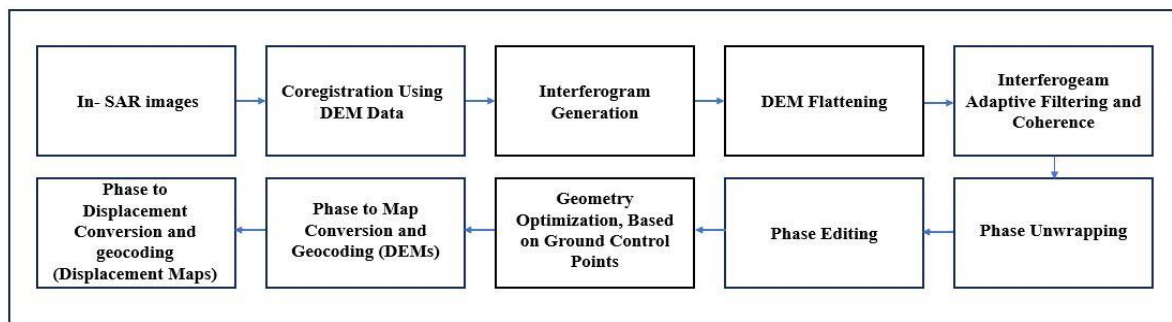 In- SAR images
Coregistration Using
DEM Data
Interferogram
Generation
DEM Flattening
Interferogeam
Adaptive Filtering and
Coherence
Phase Unwrapping
Phase Editing
Geometry
Optimization, Based
on Ground Control
Points
Phase to Map
Conversion and
Geocoding (DEMs)
Phase to
Displacement
Conversion and
geocoding
(Displacement Maps)